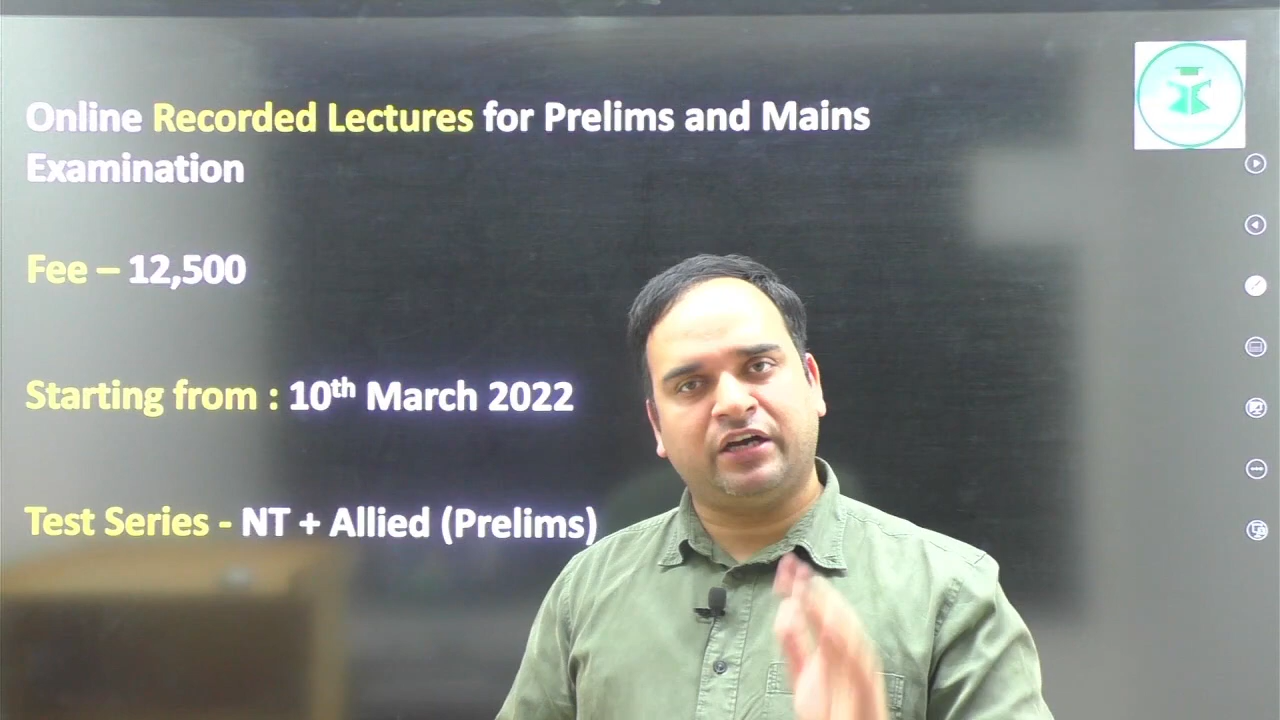 Online Recorded Lectures for Prelims and Mains
Examination
Fee – 12,500
Starting from : 10th March 2022
Test Series - NT + Allied (Prelims)